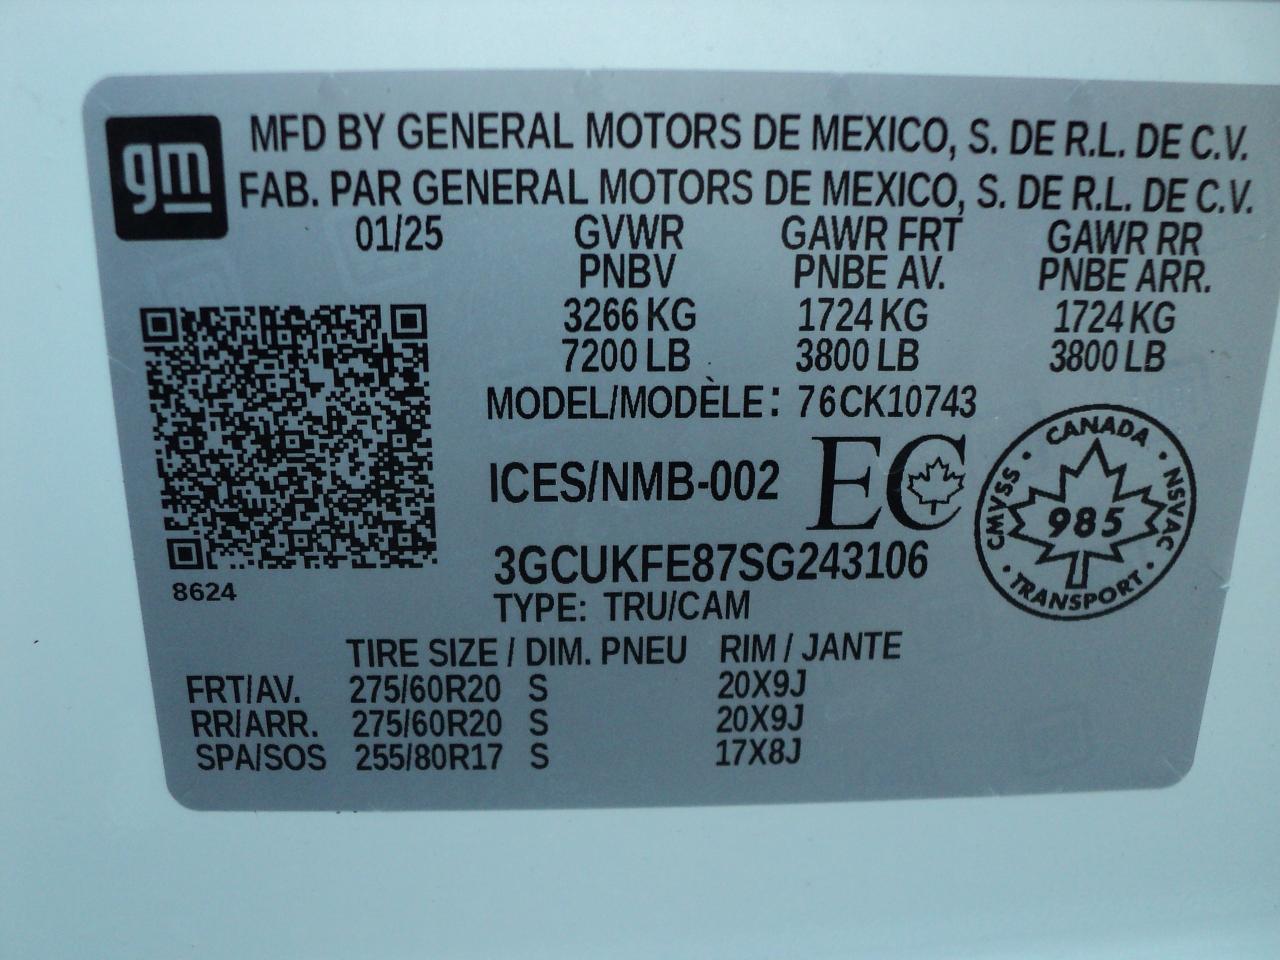 gm
MFD BY GENERAL MOTORS DE MEXICO, S. DE R.L. DE C.V.
FAB. PAR GENERAL MOTORS DE MEXICO, S. DE R.L. DE C.V.
01/25 GVWR GAWR FRT GAWR RR
PNBV PNBE AV. PNBE ARR.
3266 KG 1724 KG 1724 KG
7200 LB 3800 LB 3800 LB
MODEL/MODÈLE: 76CK10743
ICES/NMB-002 EC
CANADA
CMVSS 985 NSVAC
TRANSPORT
3GCUKFE87SG243106
8624
TYPE: TRU/CAM
TIRE SIZE / DIM. PNEU RIM / JANTE
FRT/AV. 275/60R20 S 20X9J
RR/ARR. 275/60R20 S 20X9J
SPA/SOS 255/80R17 S 17X8J